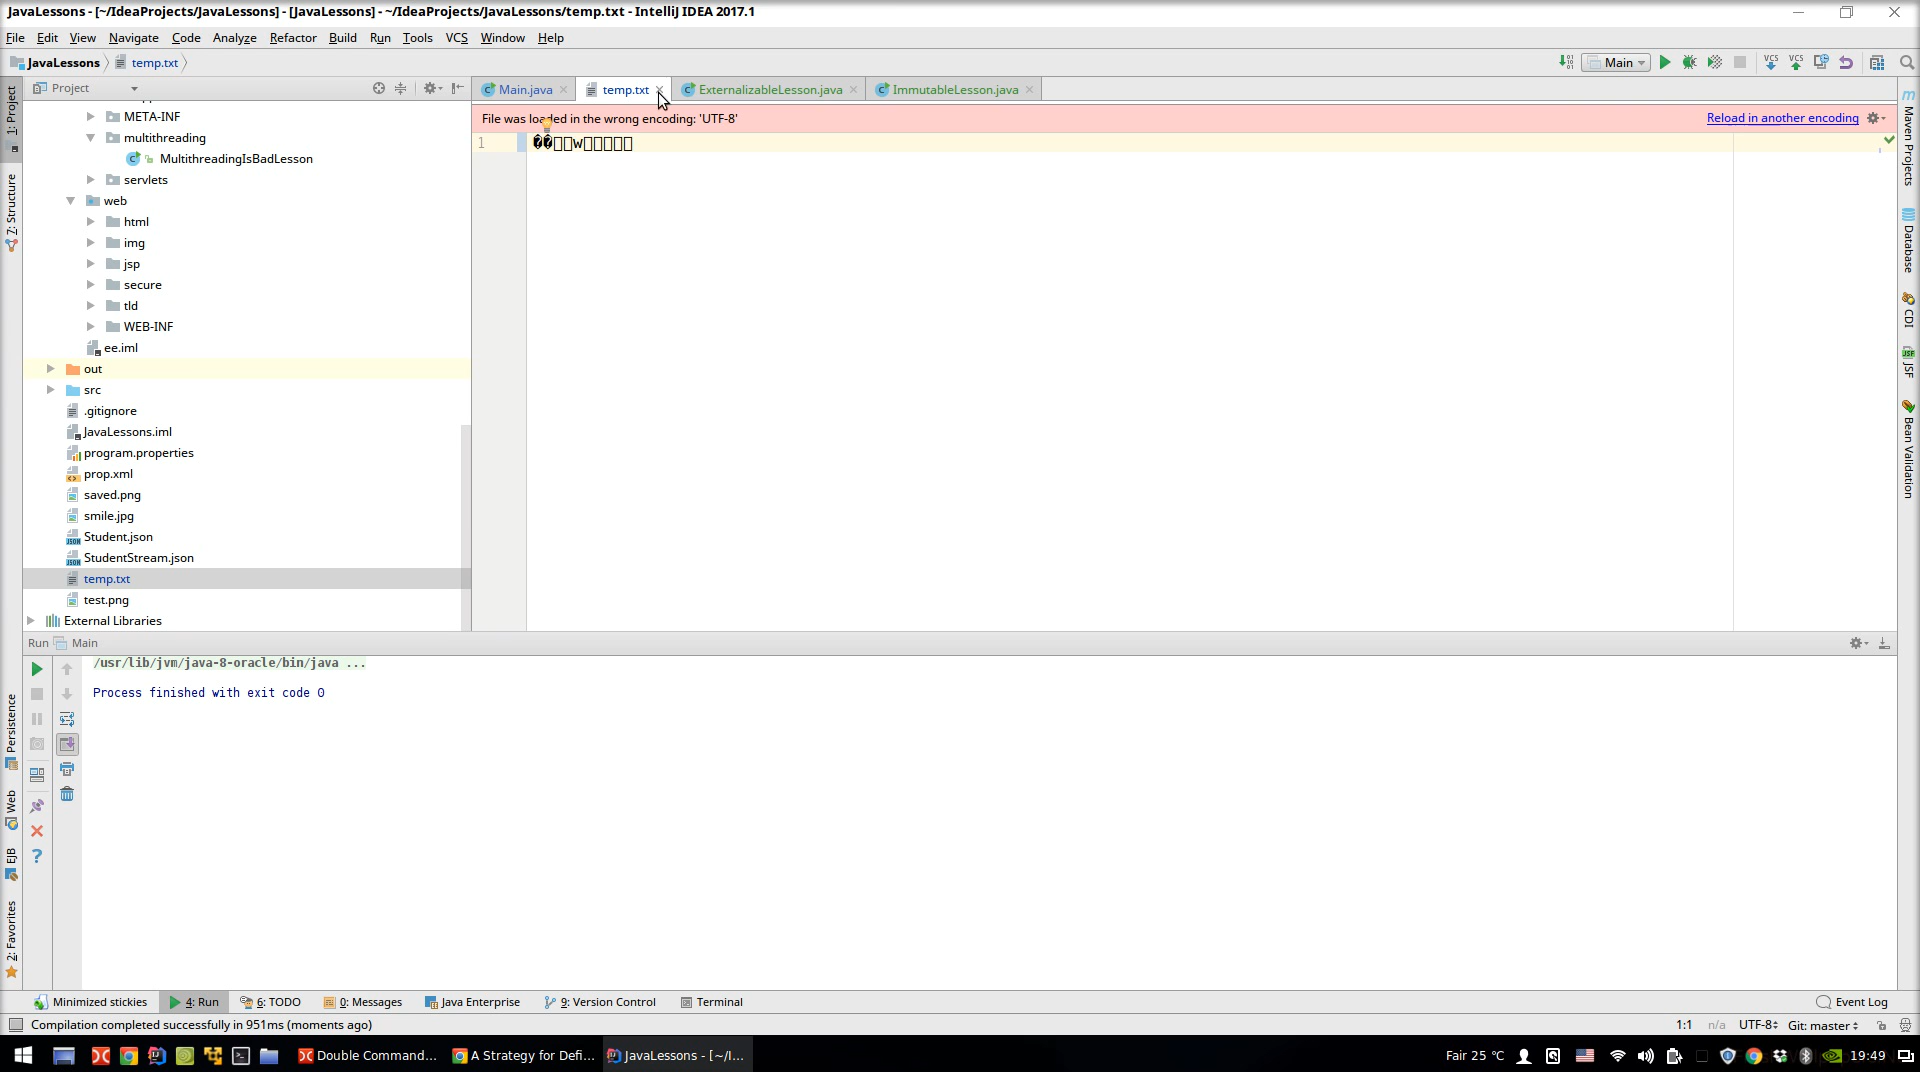 JavaLessons - [~/IdeaProjects/JavaLessons] - [JavaLessons] - ~/IdeaProjects/JavaLessons/temp.txt - IntelliJ IDEA 2017.1
File Edit View Navigate Code Analyze Refactor Build Run Tools VCS Window Help
JavaLessons temp.txt
Main
Project
Main.java temp.txt ExternalizableLesson.java ImmutableLesson.java
File was loaded in the wrong encoding: 'UTF-8'
Reload in another encoding
1 ��□□w□□□□□
META-INF
multithreading
MultithreadingIsBadLesson
servlets
web
html
img
jsp
secure
tld
WEB-INF
ee.iml
out
src
.gitignore
JavaLessons.iml
program.properties
prop.xml
saved.png
smile.jpg
Student.json
StudentStream.json
temp.txt
test.png
External Libraries
1: Project
7: Structure
Persistence
Web
EJB
2: Favorites
Maven Projects
Database
CDI
JSF
Bean Validation
Run Main
/usr/lib/jvm/java-8-oracle/bin/java ...
Process finished with exit code 0
Minimized stickies 4: Run 6: TODO 0: Messages Java Enterprise 9: Version Control Terminal Event Log
Compilation completed successfully in 951ms (moments ago)
1:1 n/a UTF-8 Git: master
Double Command... A Strategy for Defi... JavaLessons - [~/I...
Fair 25 °C 19:49